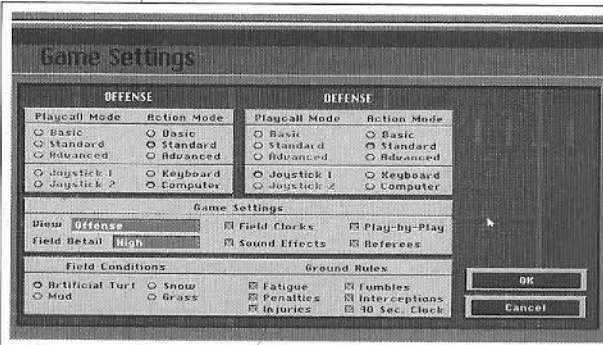 Game Settings
OFFENSE
DEFENSE
Playcall Mode Action Mode
Playcall Mode Action Mode
Basic Basic
Basic Basic
Standard Standard
Standard Standard
Advanced Advanced
Advanced Advanced
Joystick 1 Keyboard
Joystick 1 Keyboard
Joystick 2 Computer
Joystick 2 Computer
Game Settings
View Offense
Field Clocks Play-by-Play
Field Detail High
Sound Effects Referees
Field Conditions
Ground Rules
Artificial Turf Snow
Fatigue Fumbles
Mud Grass
Penalties Interceptions
Injuries 90 Sec. Clock
OK
Cancel